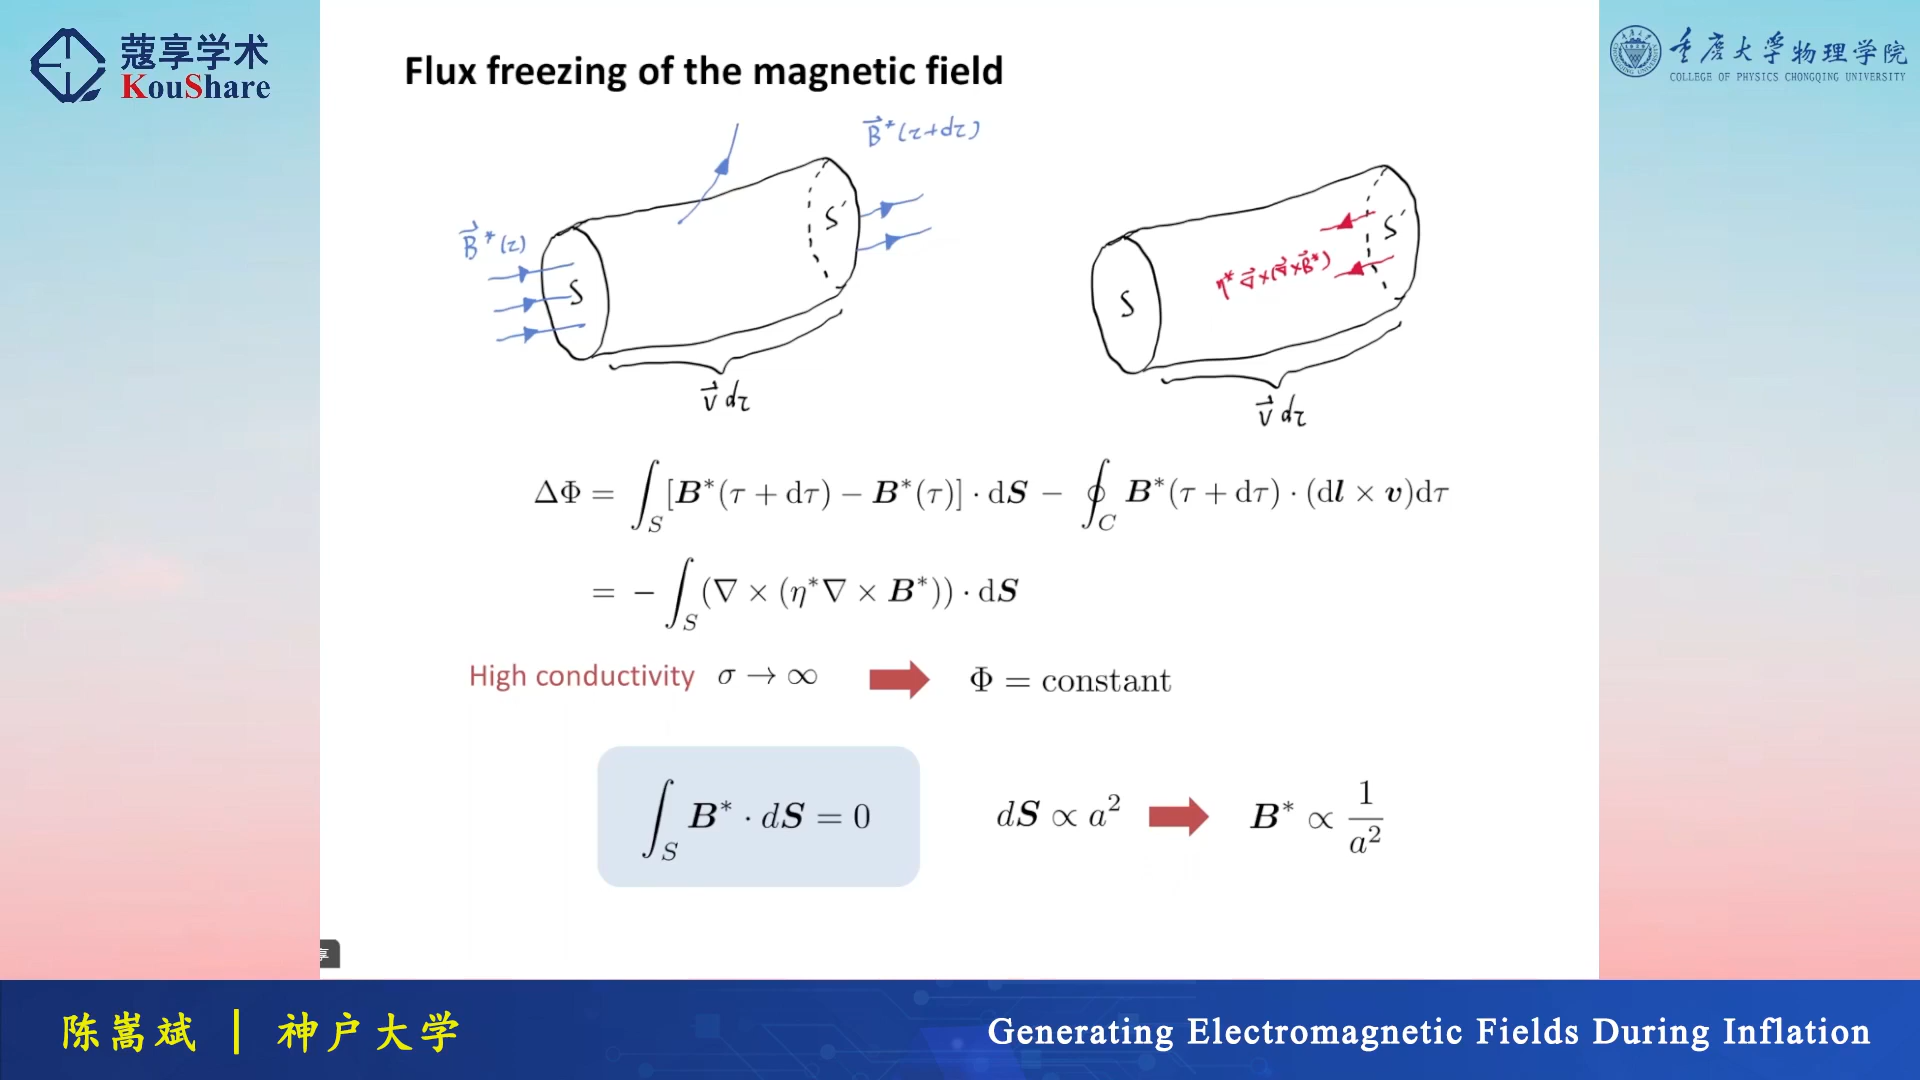 蔻享学术
KouShare
重庆大学物理学院
COLLEGE OF PHYSICS CHONGQING UNIVERSITY
Flux freezing of the magnetic field
B⃗*(τ+dτ)
B⃗*(τ)
S
S′
v⃗ dτ
S
S′
η* ∇⃗×(∇⃗×B⃗*)
v⃗ dτ
ΔΦ = ∫_S [B*(τ + dτ) − B*(τ)] · dS − ∮_C B*(τ + dτ) · (dl × v)dτ
= − ∫_S (∇ × (η*∇ × B*)) · dS
High conductivity σ → ∞ Φ = constant
∫_S B* · dS = 0 dS ∝ a² B* ∝ 1/a²
享
陈嵩斌 | 神户大学
Generating Electromagnetic Fields During Inflation